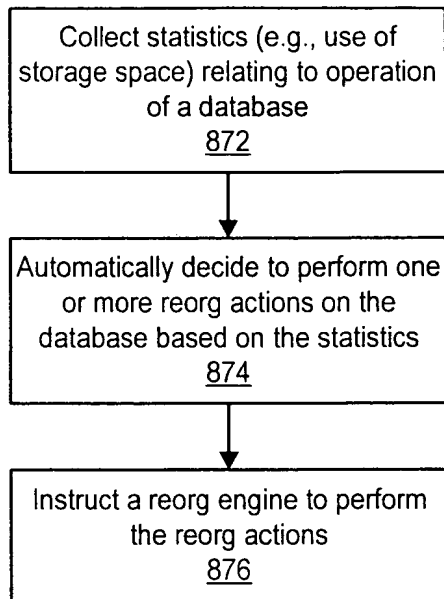 Collect statistics (e.g., use of
storage space) relating to operation
of a database
872
Automatically decide to perform one
or more reorg actions on the
database based on the statistics
874
Instruct a reorg engine to perform
the reorg actions
876